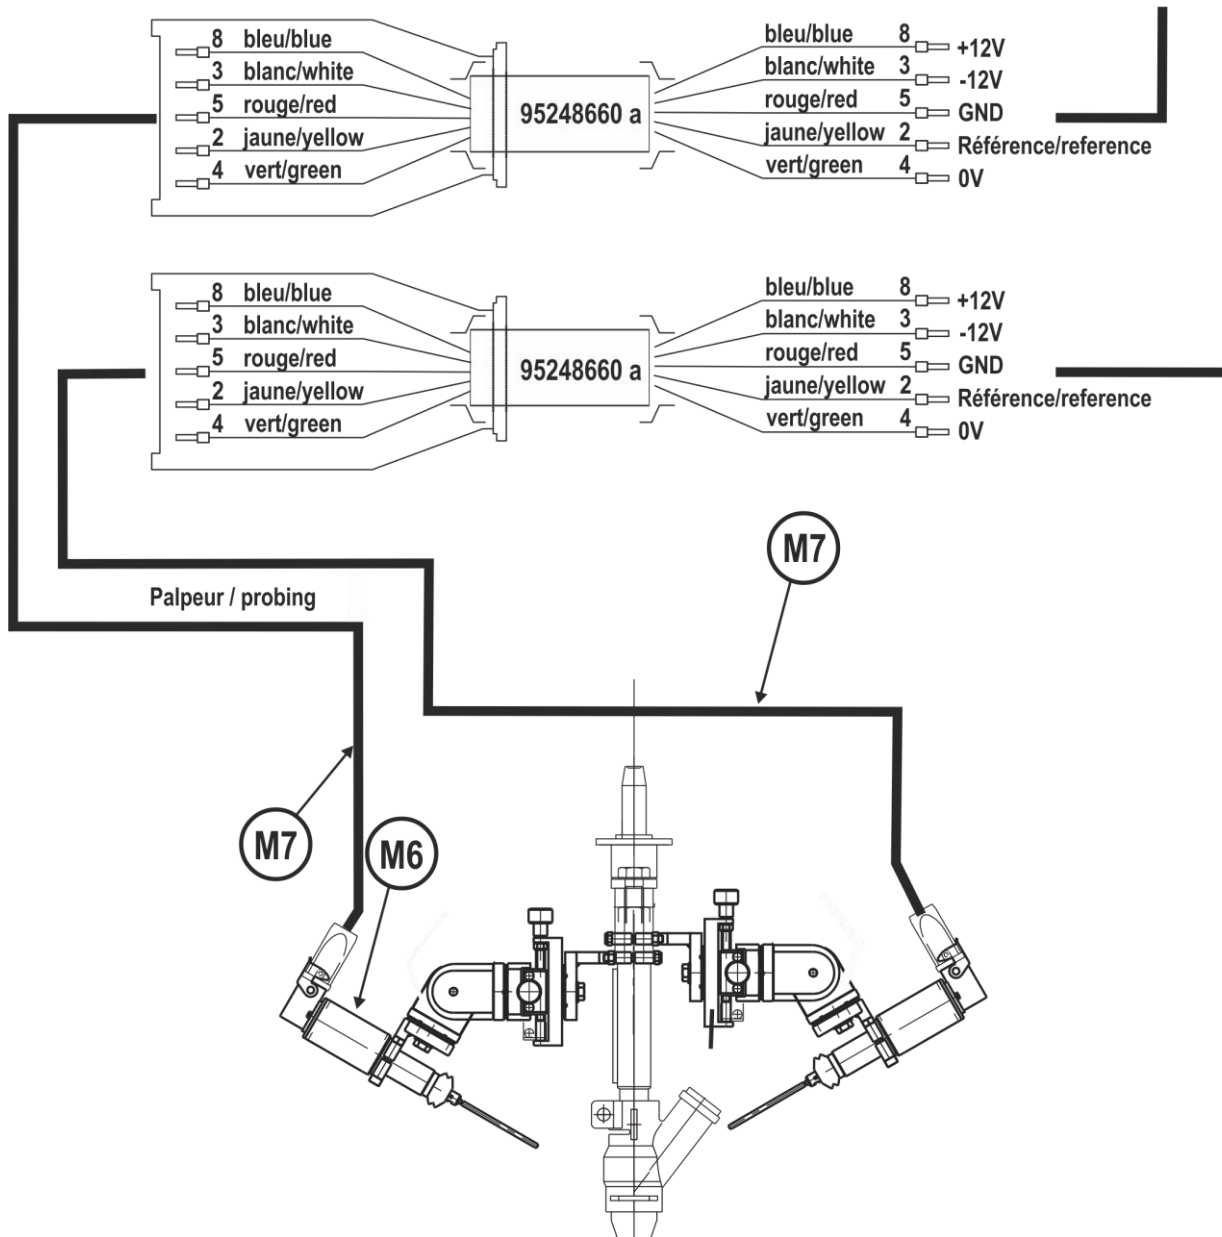 8 bleu/blue
3 blanc/white
5 rouge/red
2 jaune/yellow
4 vert/green
95248660 a
bleu/blue 8 +12V
blanc/white 3 -12V
rouge/red 5 GND
jaune/yellow 2 Référence/reference
vert/green 4 0V
8 bleu/blue
3 blanc/white
5 rouge/red
2 jaune/yellow
4 vert/green
95248660 a
bleu/blue 8 +12V
blanc/white 3 -12V
rouge/red 5 GND
jaune/yellow 2 Référence/reference
vert/green 4 0V
M7
Palpeur / probing
M7
M6